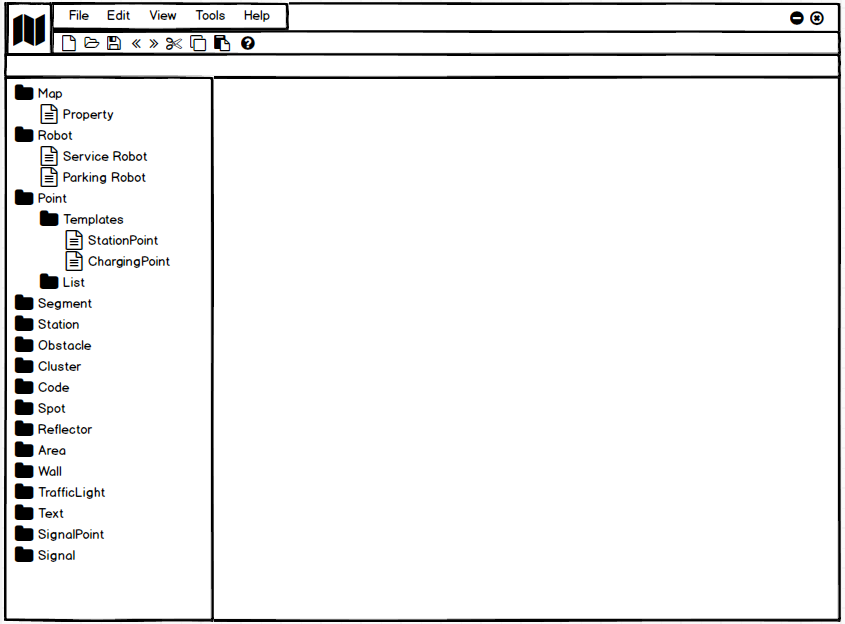 File Edit View Tools Help
Map
Property
Robot
Service Robot
Parking Robot
Point
Templates
StationPoint
ChargingPoint
List
Segment
Station
Obstacle
Cluster
Code
Spot
Reflector
Area
Wall
TrafficLight
Text
SignalPoint
Signal